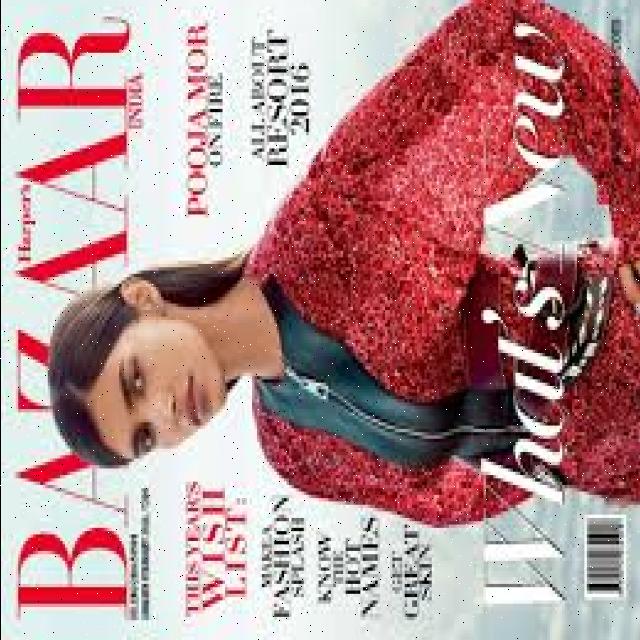 Harper's
BAZAAR
INDIA
POOJA MOR
ON FIRE
ALL ABOUT
RESORT
2016
THIS YEAR'S
WISH
LIST:
MAKE A
FASHION
SPLASH
KNOW
THE
HOT
NAMES
GET
GREAT
SKIN
What's New